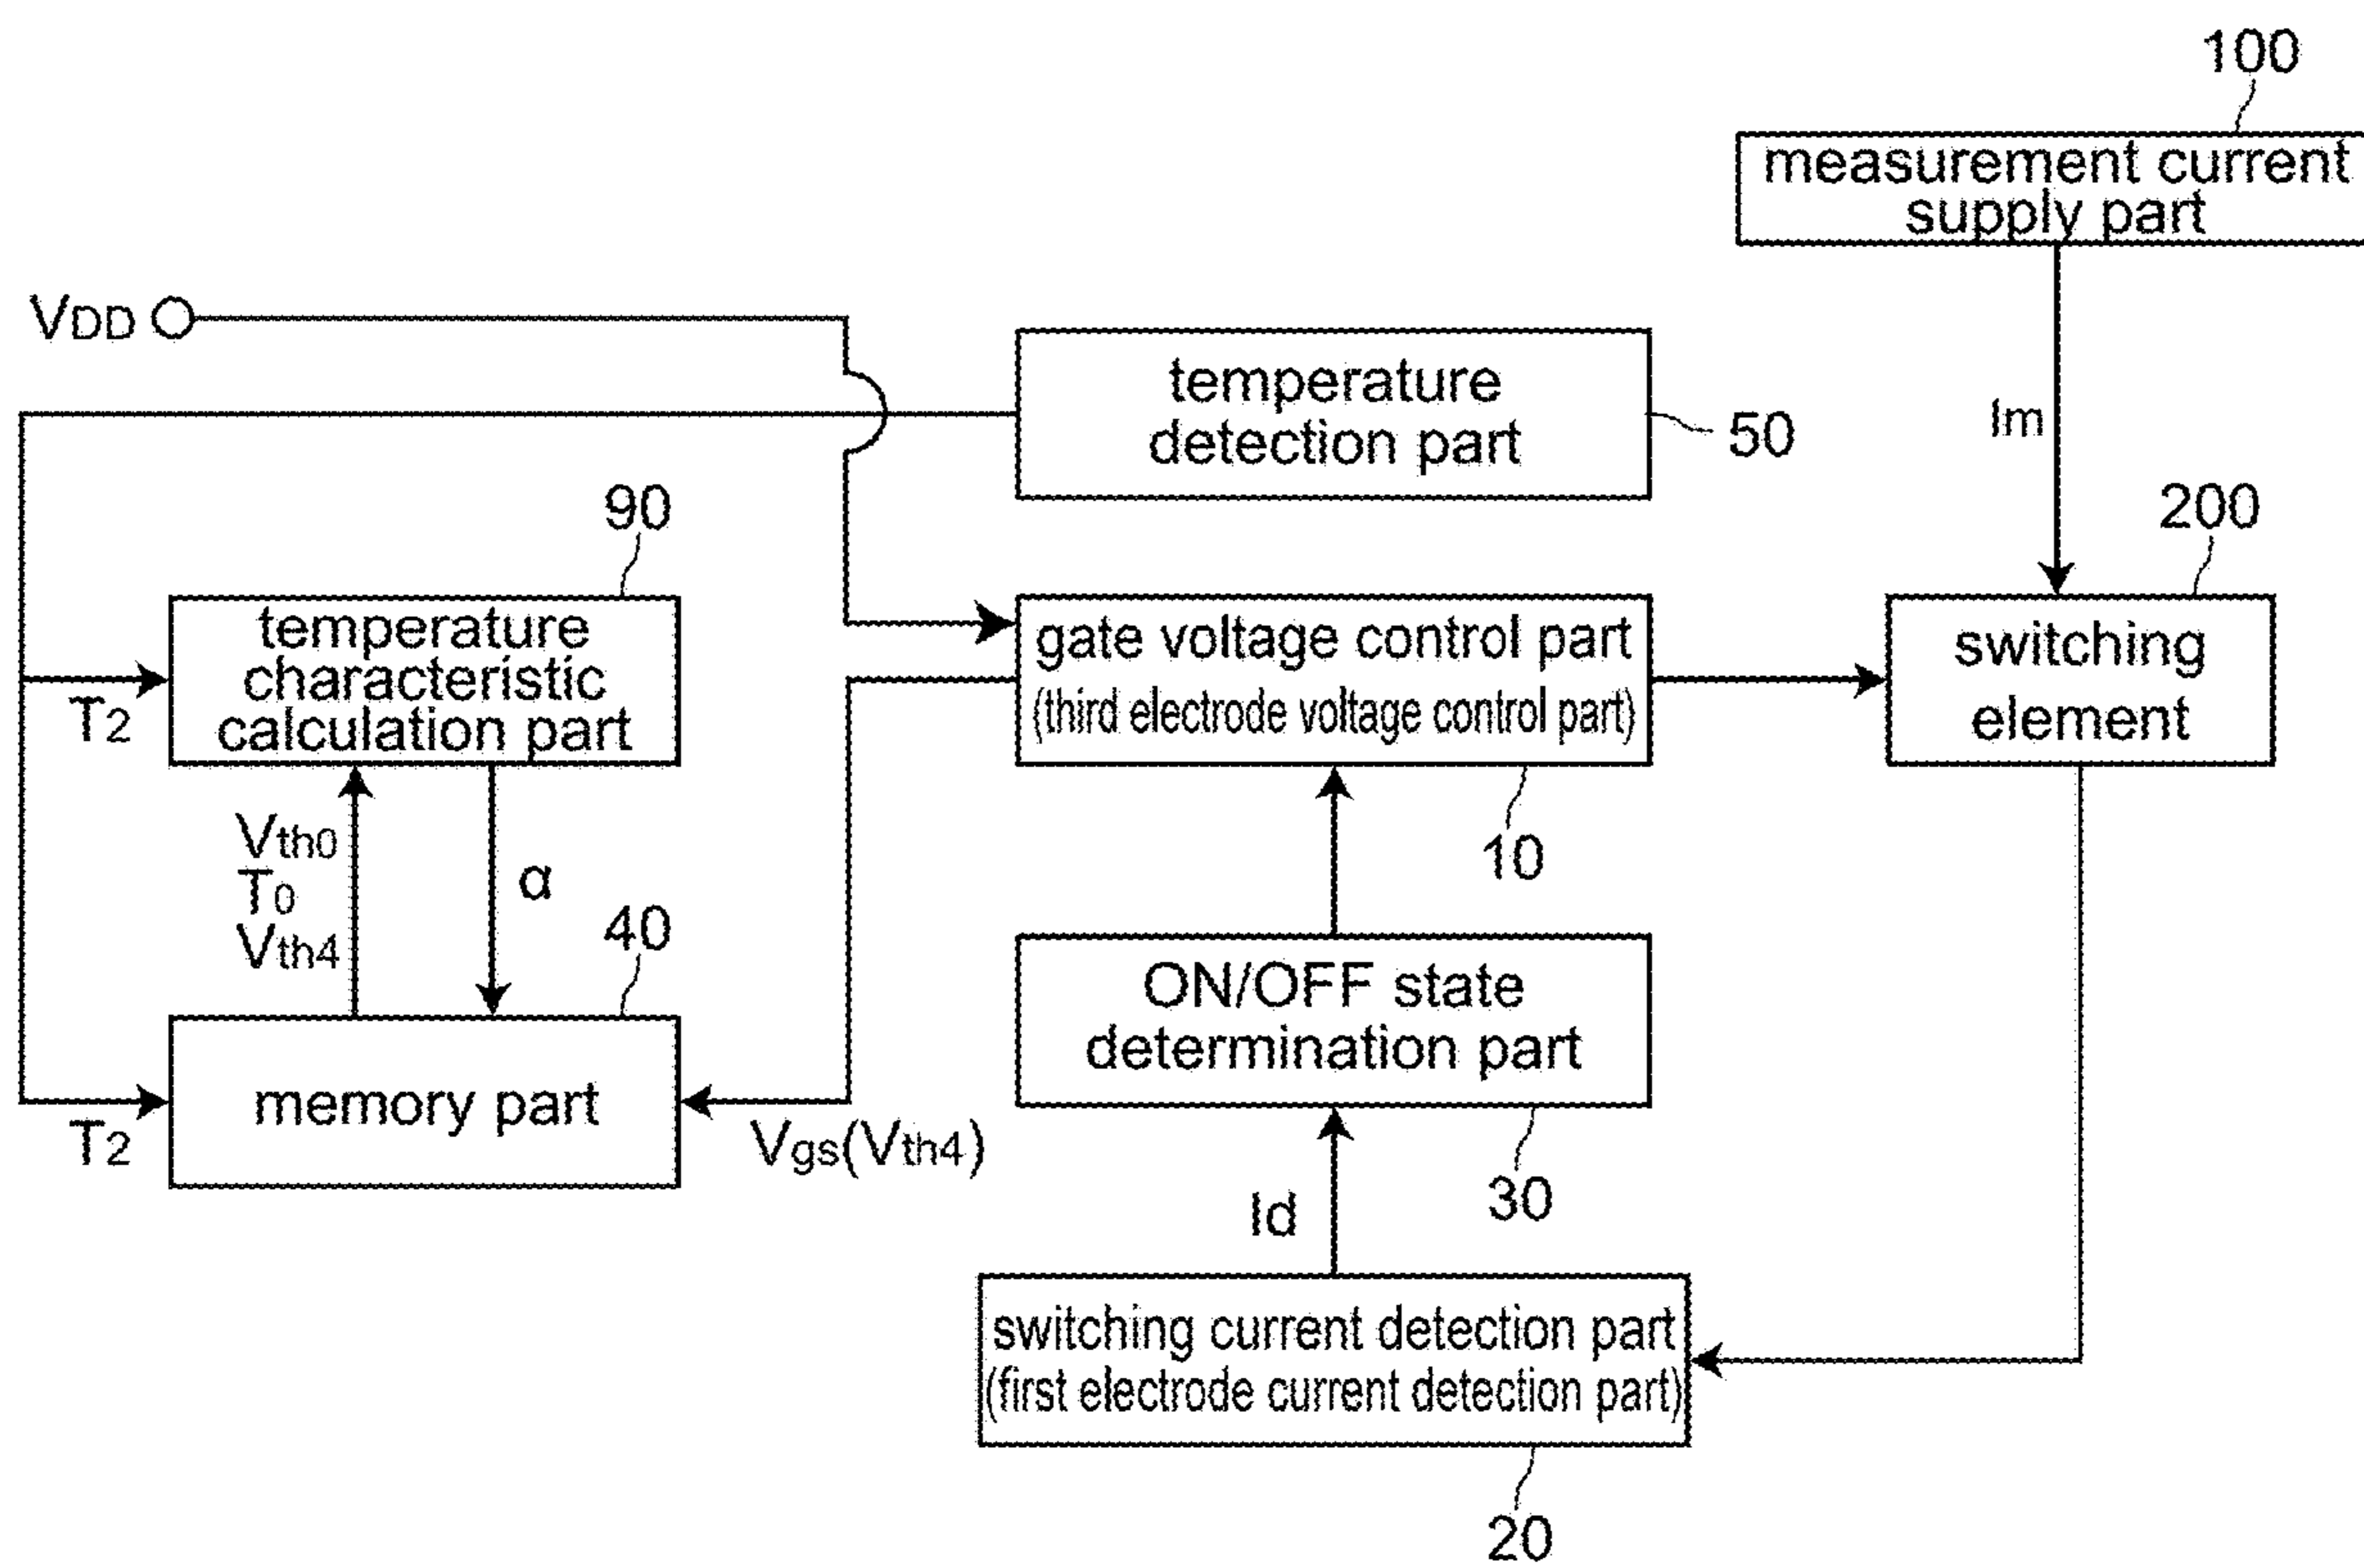 100
measurement current
supply part
VDD
temperature
detection part
50
Im
90
200
temperature
characteristic
calculation part
T2
gate voltage control part
(third electrode voltage control part)
switching
element
10
Vth0
T0
Vth4
α
40
ON/OFF state
determination part
memory part
T2
Vgs(Vth4)
30
Id
switching current detection part
(first electrode current detection part)
20